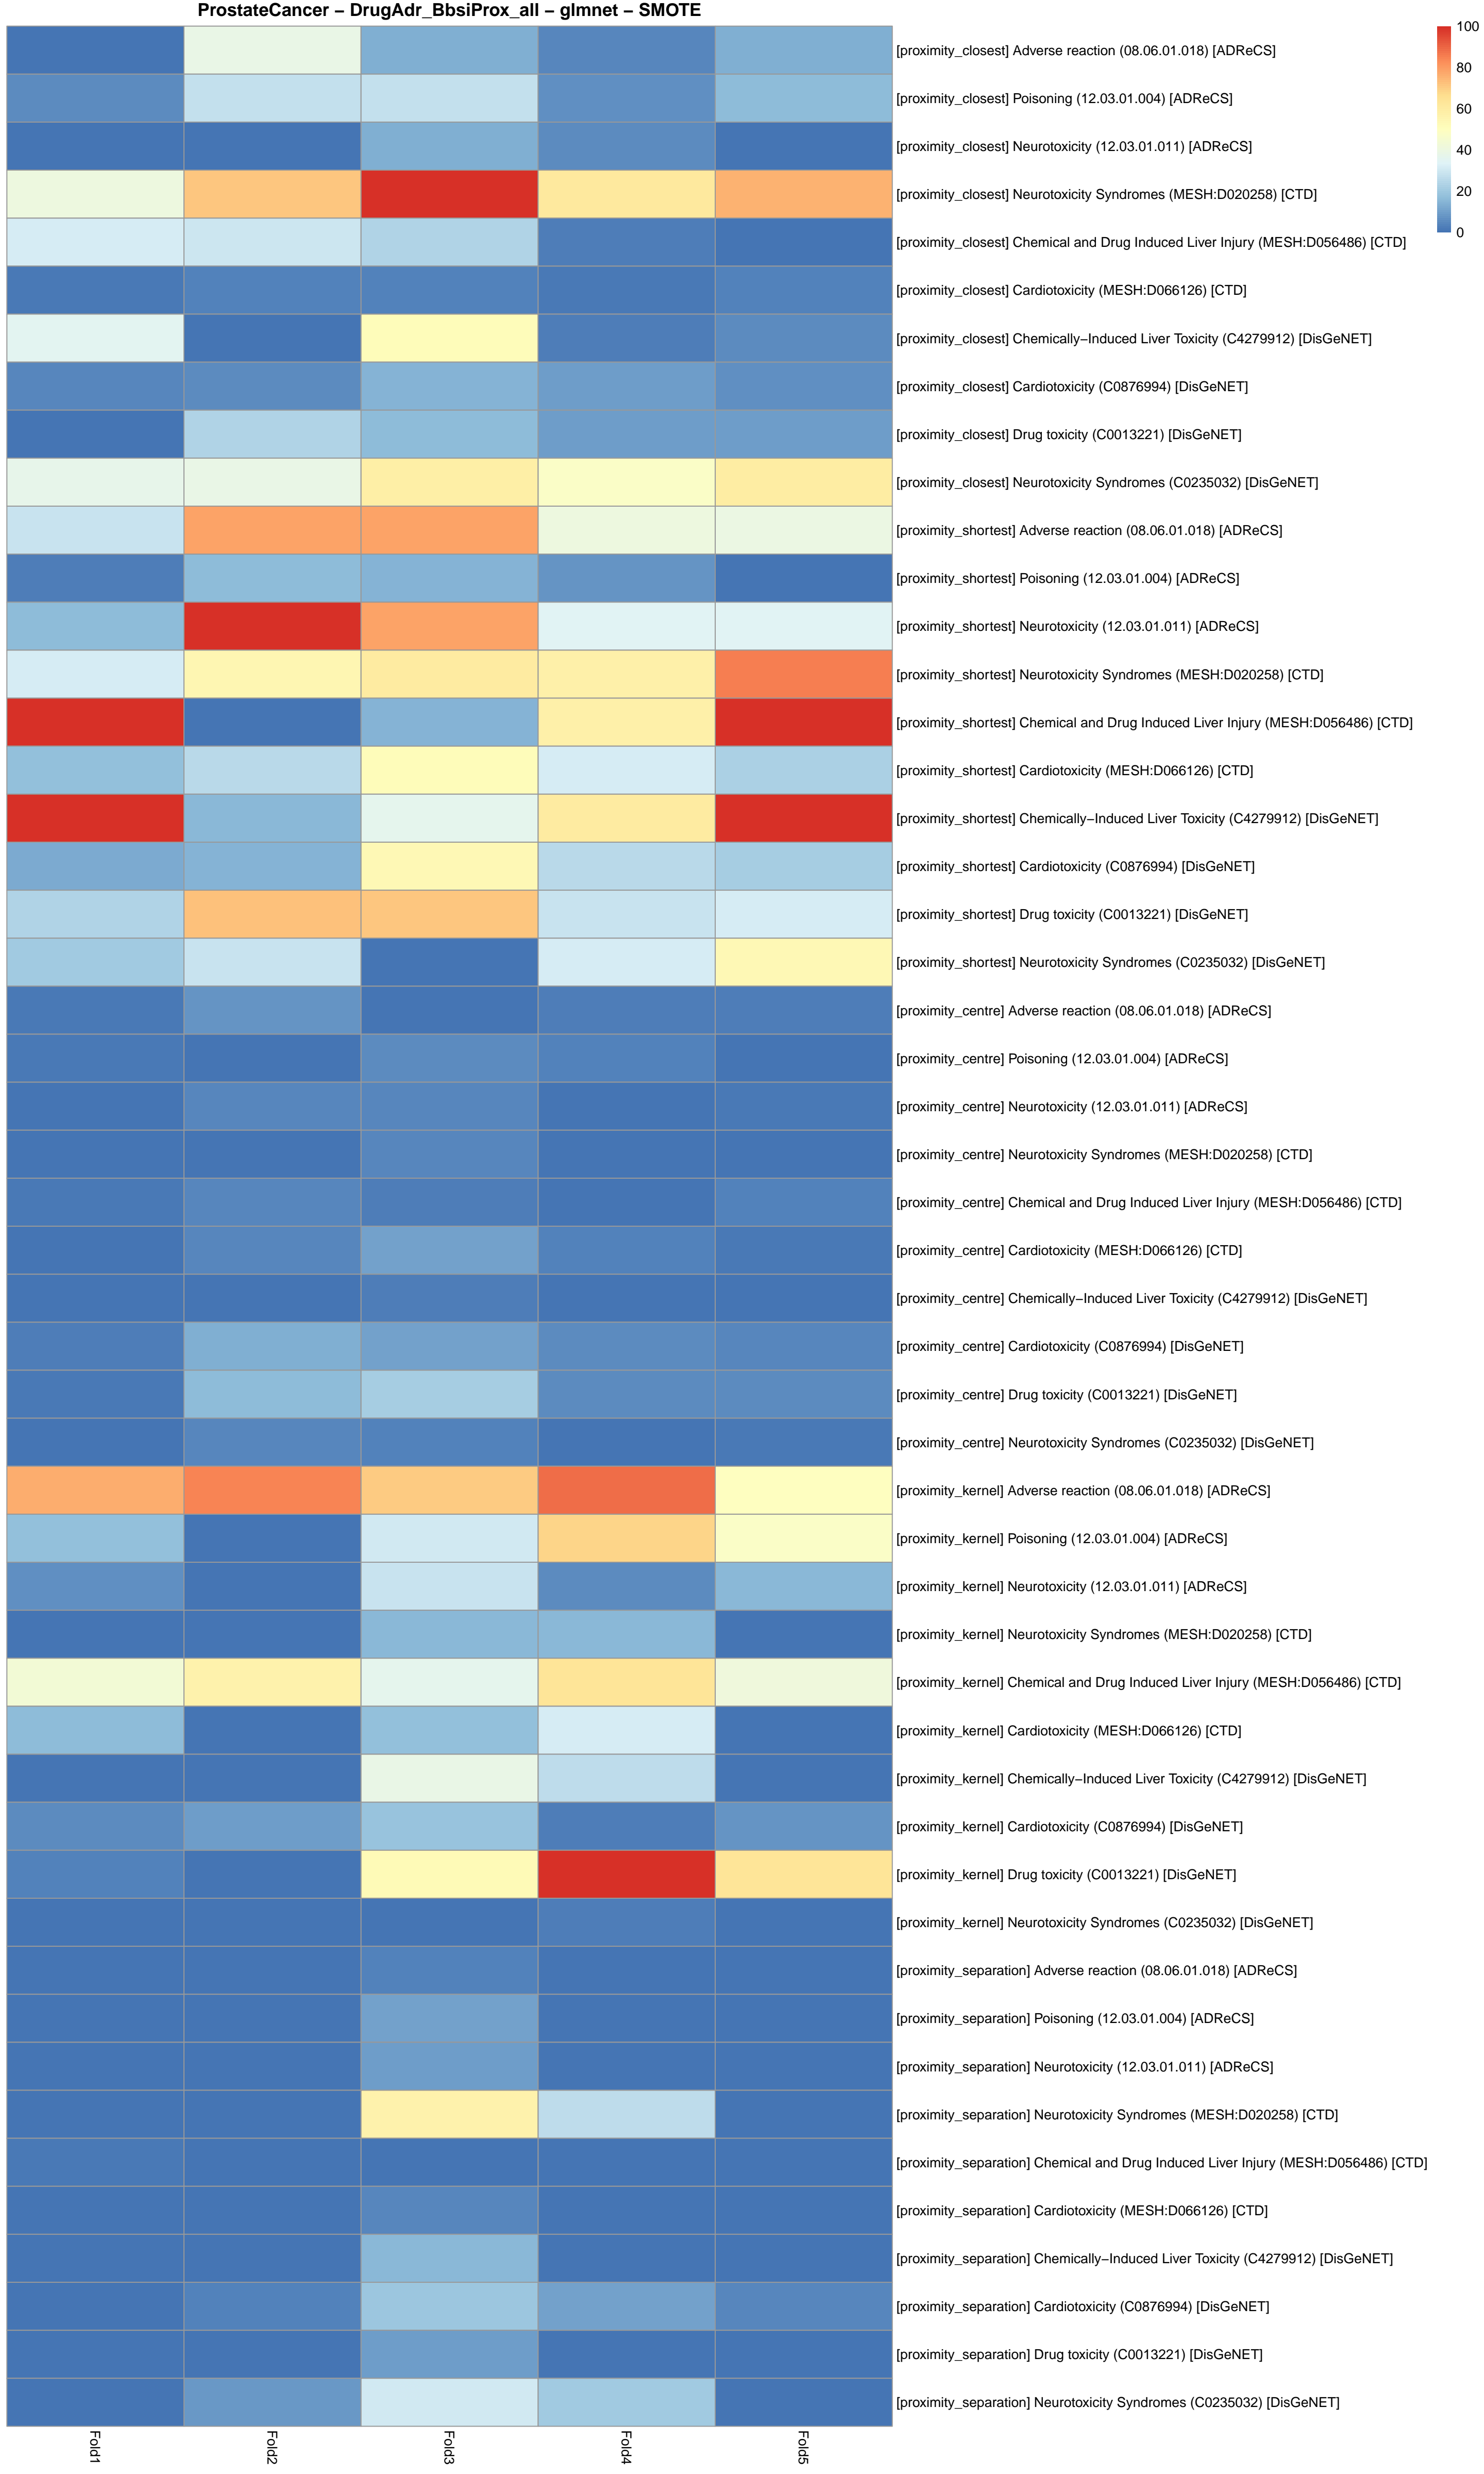 ProstateCancer − DrugAdr_BbsiProx_all − glmnet − SMOTE
[proximity_closest] Adverse reaction (08.06.01.018) [ADReCS]
[proximity_closest] Poisoning (12.03.01.004) [ADReCS]
[proximity_closest] Neurotoxicity (12.03.01.011) [ADReCS]
[proximity_closest] Neurotoxicity Syndromes (MESH:D020258) [CTD]
[proximity_closest] Chemical and Drug Induced Liver Injury (MESH:D056486) [CTD]
[proximity_closest] Cardiotoxicity (MESH:D066126) [CTD]
[proximity_closest] Chemically−Induced Liver Toxicity (C4279912) [DisGeNET]
[proximity_closest] Cardiotoxicity (C0876994) [DisGeNET]
[proximity_closest] Drug toxicity (C0013221) [DisGeNET]
[proximity_closest] Neurotoxicity Syndromes (C0235032) [DisGeNET]
[proximity_shortest] Adverse reaction (08.06.01.018) [ADReCS]
[proximity_shortest] Poisoning (12.03.01.004) [ADReCS]
[proximity_shortest] Neurotoxicity (12.03.01.011) [ADReCS]
[proximity_shortest] Neurotoxicity Syndromes (MESH:D020258) [CTD]
[proximity_shortest] Chemical and Drug Induced Liver Injury (MESH:D056486) [CTD]
[proximity_shortest] Cardiotoxicity (MESH:D066126) [CTD]
[proximity_shortest] Chemically−Induced Liver Toxicity (C4279912) [DisGeNET]
[proximity_shortest] Cardiotoxicity (C0876994) [DisGeNET]
[proximity_shortest] Drug toxicity (C0013221) [DisGeNET]
[proximity_shortest] Neurotoxicity Syndromes (C0235032) [DisGeNET]
[proximity_centre] Adverse reaction (08.06.01.018) [ADReCS]
[proximity_centre] Poisoning (12.03.01.004) [ADReCS]
[proximity_centre] Neurotoxicity (12.03.01.011) [ADReCS]
[proximity_centre] Neurotoxicity Syndromes (MESH:D020258) [CTD]
[proximity_centre] Chemical and Drug Induced Liver Injury (MESH:D056486) [CTD]
[proximity_centre] Cardiotoxicity (MESH:D066126) [CTD]
[proximity_centre] Chemically−Induced Liver Toxicity (C4279912) [DisGeNET]
[proximity_centre] Cardiotoxicity (C0876994) [DisGeNET]
[proximity_centre] Drug toxicity (C0013221) [DisGeNET]
[proximity_centre] Neurotoxicity Syndromes (C0235032) [DisGeNET]
[proximity_kernel] Adverse reaction (08.06.01.018) [ADReCS]
[proximity_kernel] Poisoning (12.03.01.004) [ADReCS]
[proximity_kernel] Neurotoxicity (12.03.01.011) [ADReCS]
[proximity_kernel] Neurotoxicity Syndromes (MESH:D020258) [CTD]
[proximity_kernel] Chemical and Drug Induced Liver Injury (MESH:D056486) [CTD]
[proximity_kernel] Cardiotoxicity (MESH:D066126) [CTD]
[proximity_kernel] Chemically−Induced Liver Toxicity (C4279912) [DisGeNET]
[proximity_kernel] Cardiotoxicity (C0876994) [DisGeNET]
[proximity_kernel] Drug toxicity (C0013221) [DisGeNET]
[proximity_kernel] Neurotoxicity Syndromes (C0235032) [DisGeNET]
[proximity_separation] Adverse reaction (08.06.01.018) [ADReCS]
[proximity_separation] Poisoning (12.03.01.004) [ADReCS]
[proximity_separation] Neurotoxicity (12.03.01.011) [ADReCS]
[proximity_separation] Neurotoxicity Syndromes (MESH:D020258) [CTD]
[proximity_separation] Chemical and Drug Induced Liver Injury (MESH:D056486) [CTD]
[proximity_separation] Cardiotoxicity (MESH:D066126) [CTD]
[proximity_separation] Chemically−Induced Liver Toxicity (C4279912) [DisGeNET]
[proximity_separation] Cardiotoxicity (C0876994) [DisGeNET]
[proximity_separation] Drug toxicity (C0013221) [DisGeNET]
[proximity_separation] Neurotoxicity Syndromes (C0235032) [DisGeNET]
Fold1
Fold2
Fold3
Fold4
Fold5
100
80
60
40
20
0